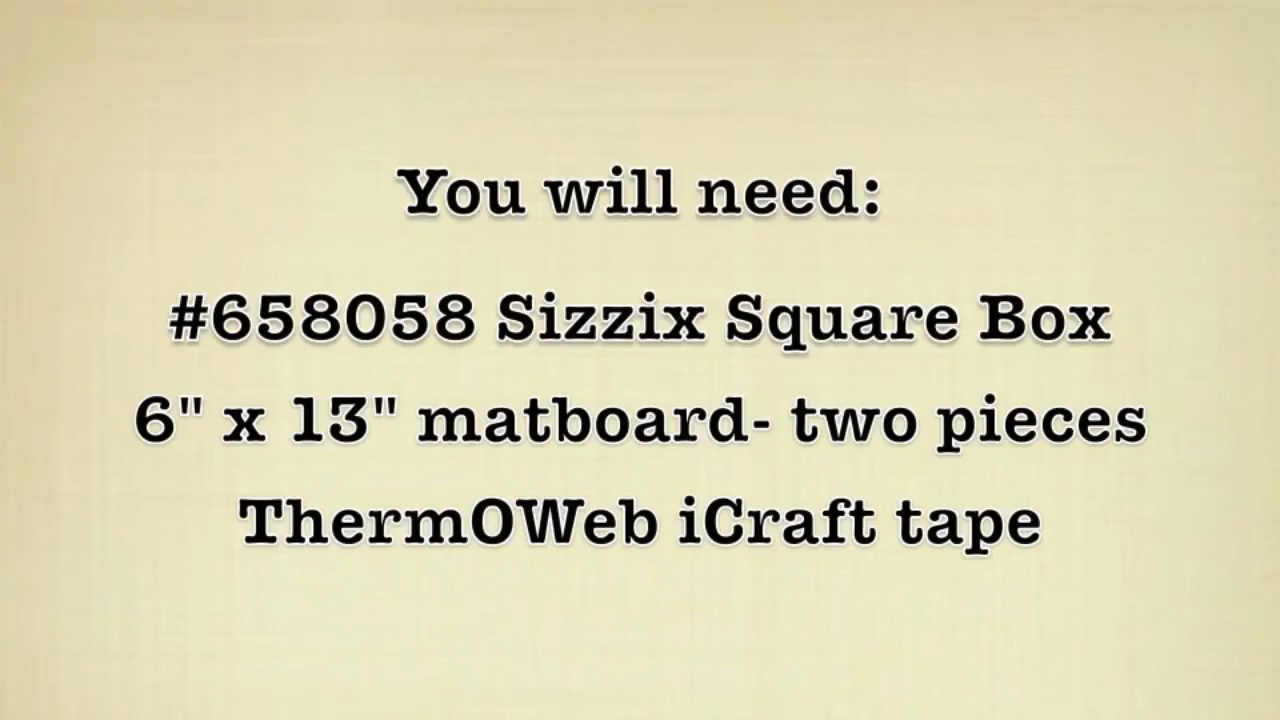 You will need:
#658058 Sizzix Square Box
6" x 13" matboard- two pieces
ThermOWeb iCraft tape